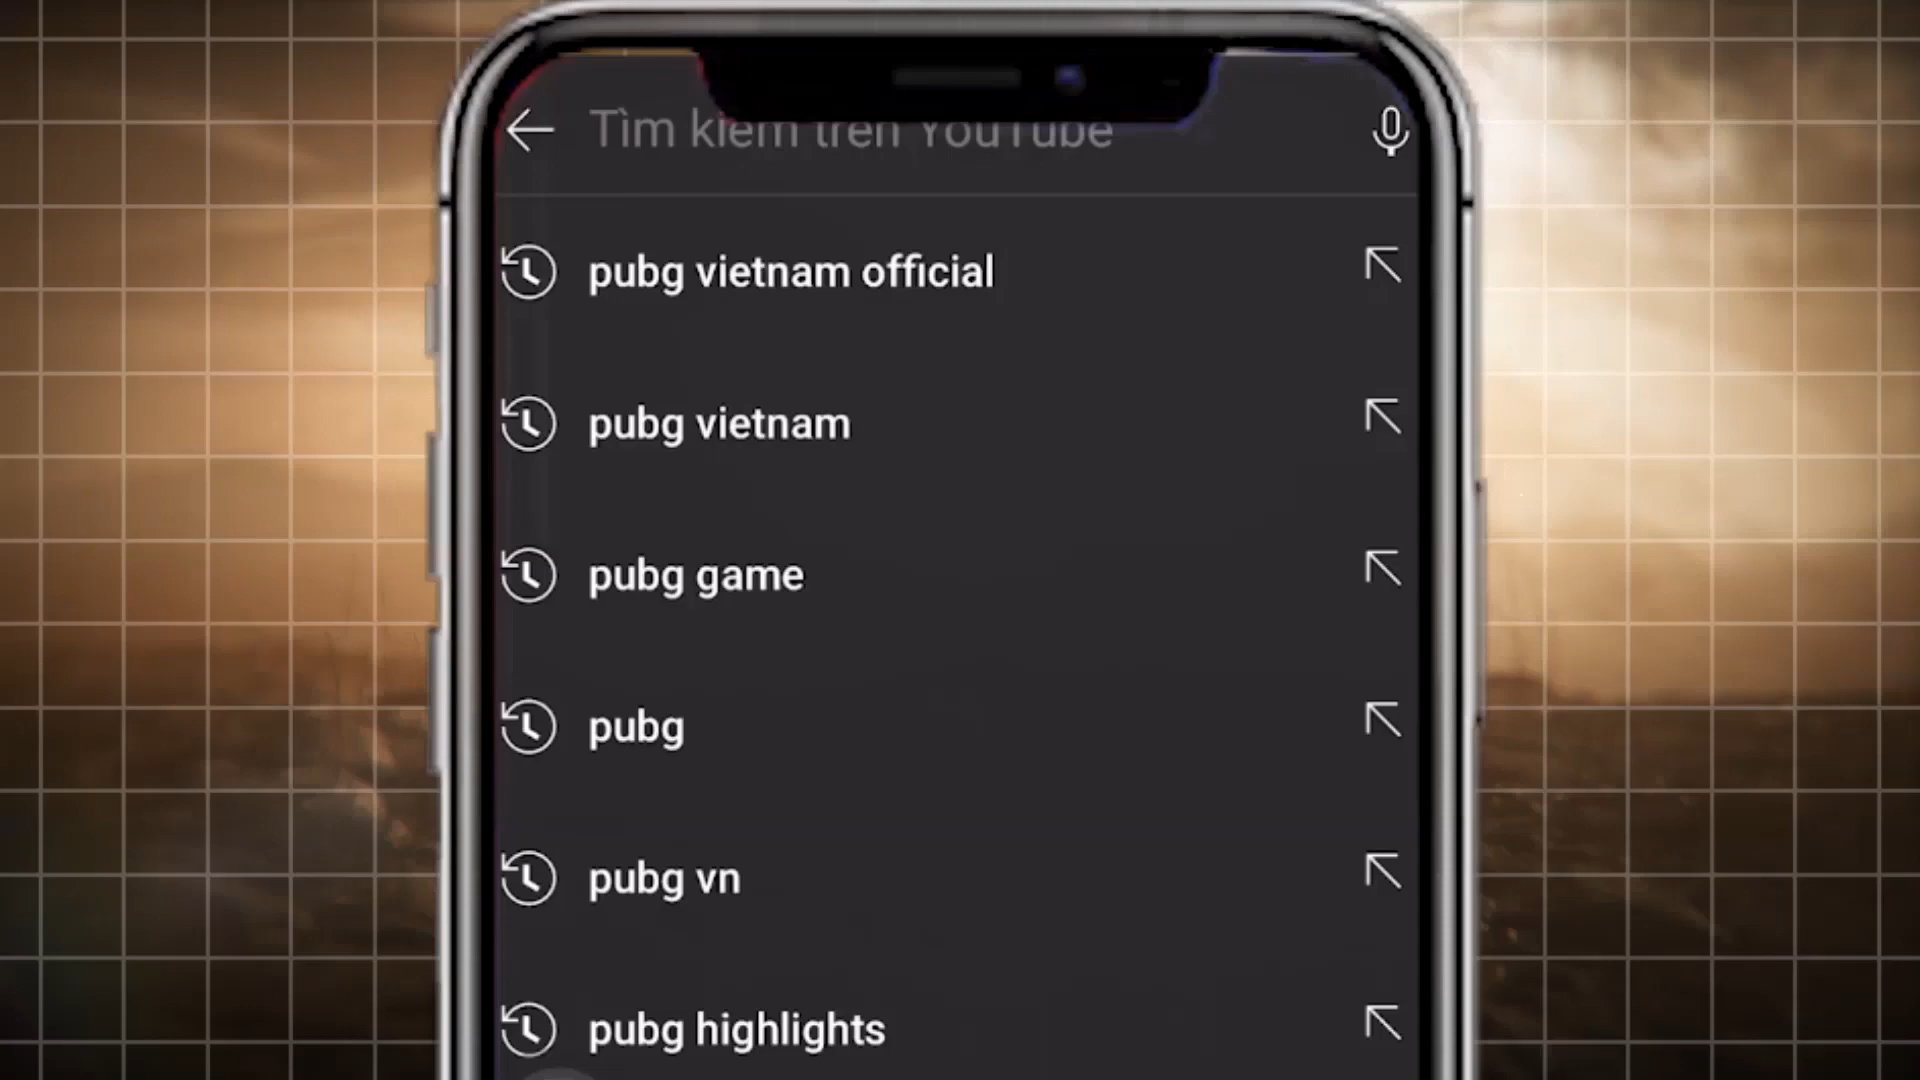 Tìm kiếm trên YouTube
pubg vietnam official
pubg vietnam
pubg game
pubg
pubg vn
pubg highlights